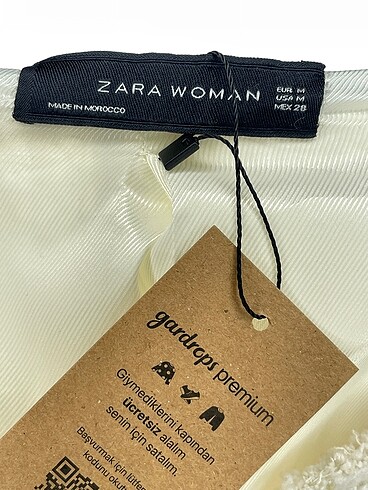 ZARA WOMAN
EUR M
USA M
MEX 28
MADE IN MOROCCO
gardrops premium
Giymediklerini kapından
ücretsiz alalım
senin için satalım.
Başvurmak için lütfen
kodunu okut